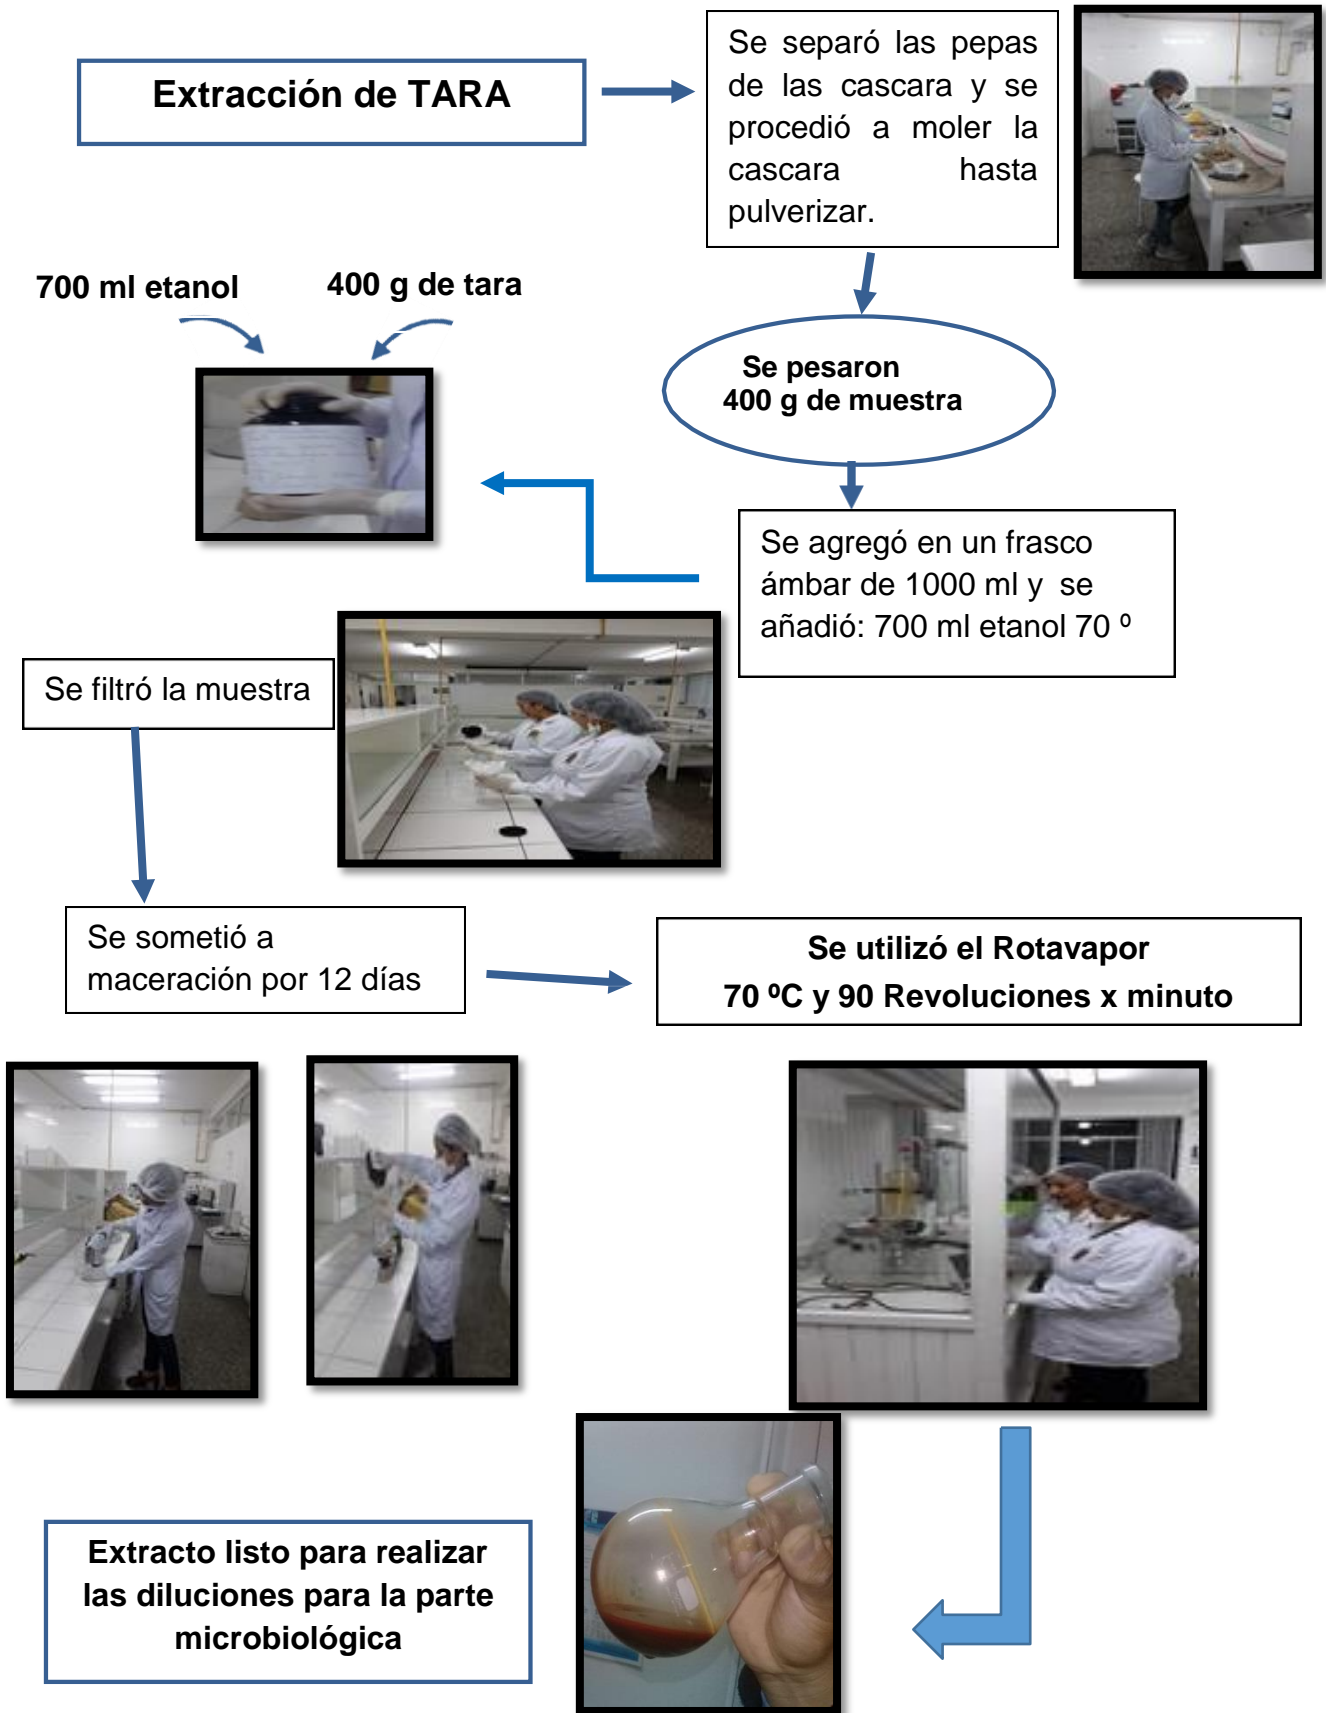 Extracción de TARA
Se separó las pepas
de las cascara y se
procedió a moler la
cascara hasta
pulverizar.
700 ml etanol
400 g de tara
Se pesaron
400 g de muestra
Se agregó en un frasco
ámbar de 1000 ml y se
añadió: 700 ml etanol 70 º
Se filtró la muestra
Se sometió a
maceración por 12 días
Se utilizó el Rotavapor
70 ºC y 90 Revoluciones x minuto
Extracto listo para realizar
las diluciones para la parte
microbiológica